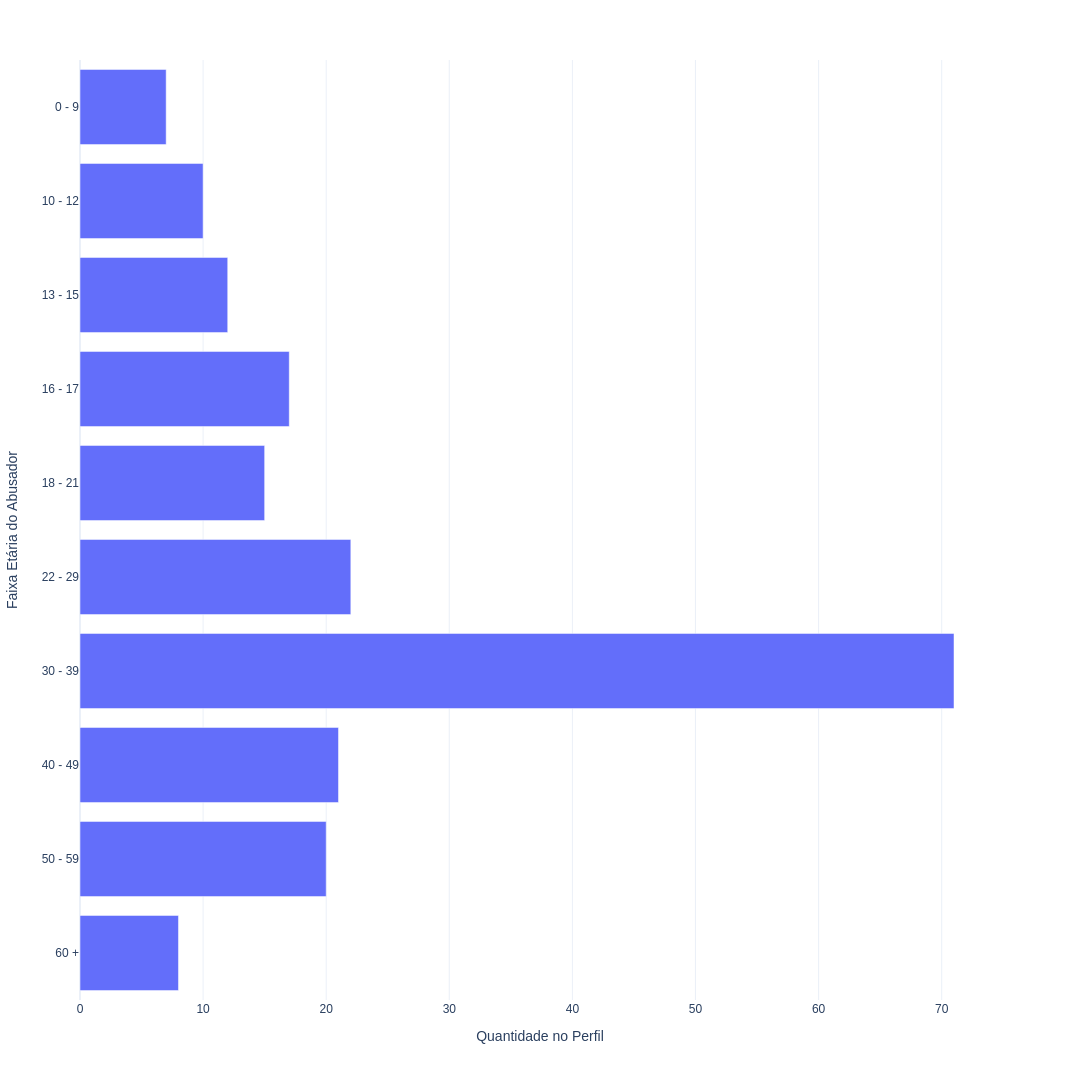 0 - 9
10 - 12
13 - 15
16 - 17
18 - 21
22 - 29
30 - 39
40 - 49
50 - 59
60 +
Faixa Etária do Abusador
0 10 20 30 40 50 60 70
Quantidade no Perfil